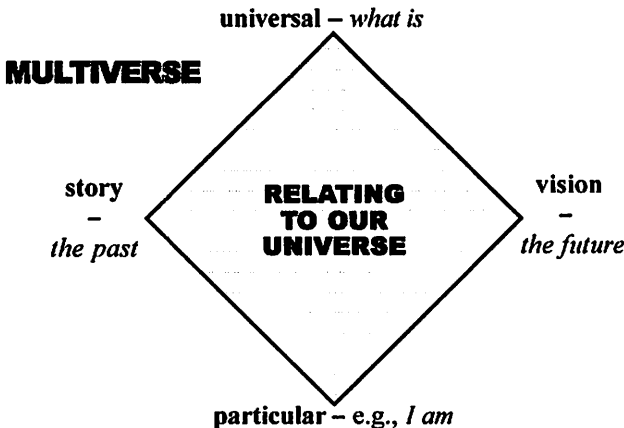 universal – what is
MULTIVERSE
story
–
the past
RELATING
TO OUR
UNIVERSE
vision
–
the future
particular – e.g., I am